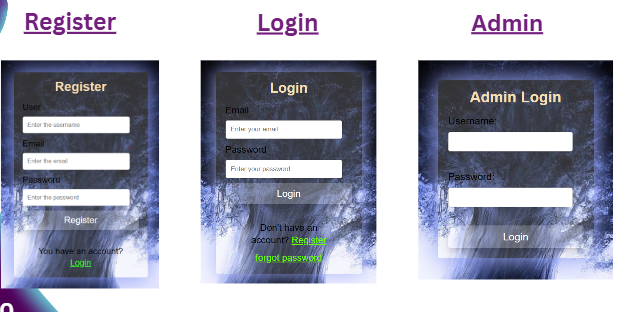 Register
Login
Admin
Register
User
Enter the username
Email
Enter the email
Password
Enter the password
Register
You have an account?
Login
Login
Email
Enter your email
Password
Enter your password
Login
Don't have an
account? Register
forgot password
Admin Login
Username:
Password:
Login